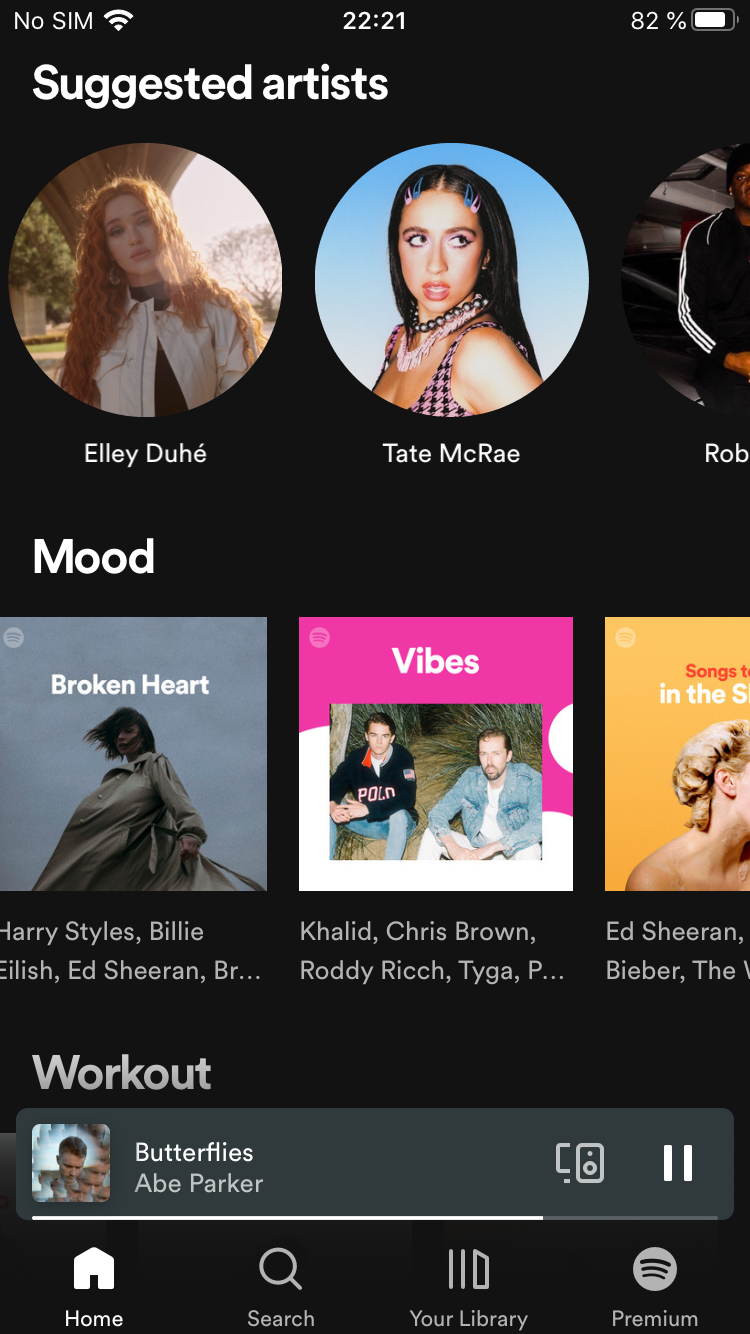 No SIM 22:21 82 %
Suggested artists
Elley Duhé
Tate McRae
Rob
Mood
Broken Heart
Vibes
Songs to
in the S
POLO
Harry Styles, Billie
Eilish, Ed Sheeran, Br...
Khalid, Chris Brown,
Roddy Ricch, Tyga, P...
Ed Sheeran,
Bieber, The
Workout
Butterflies
Abe Parker
Home
Search
Your Library
Premium